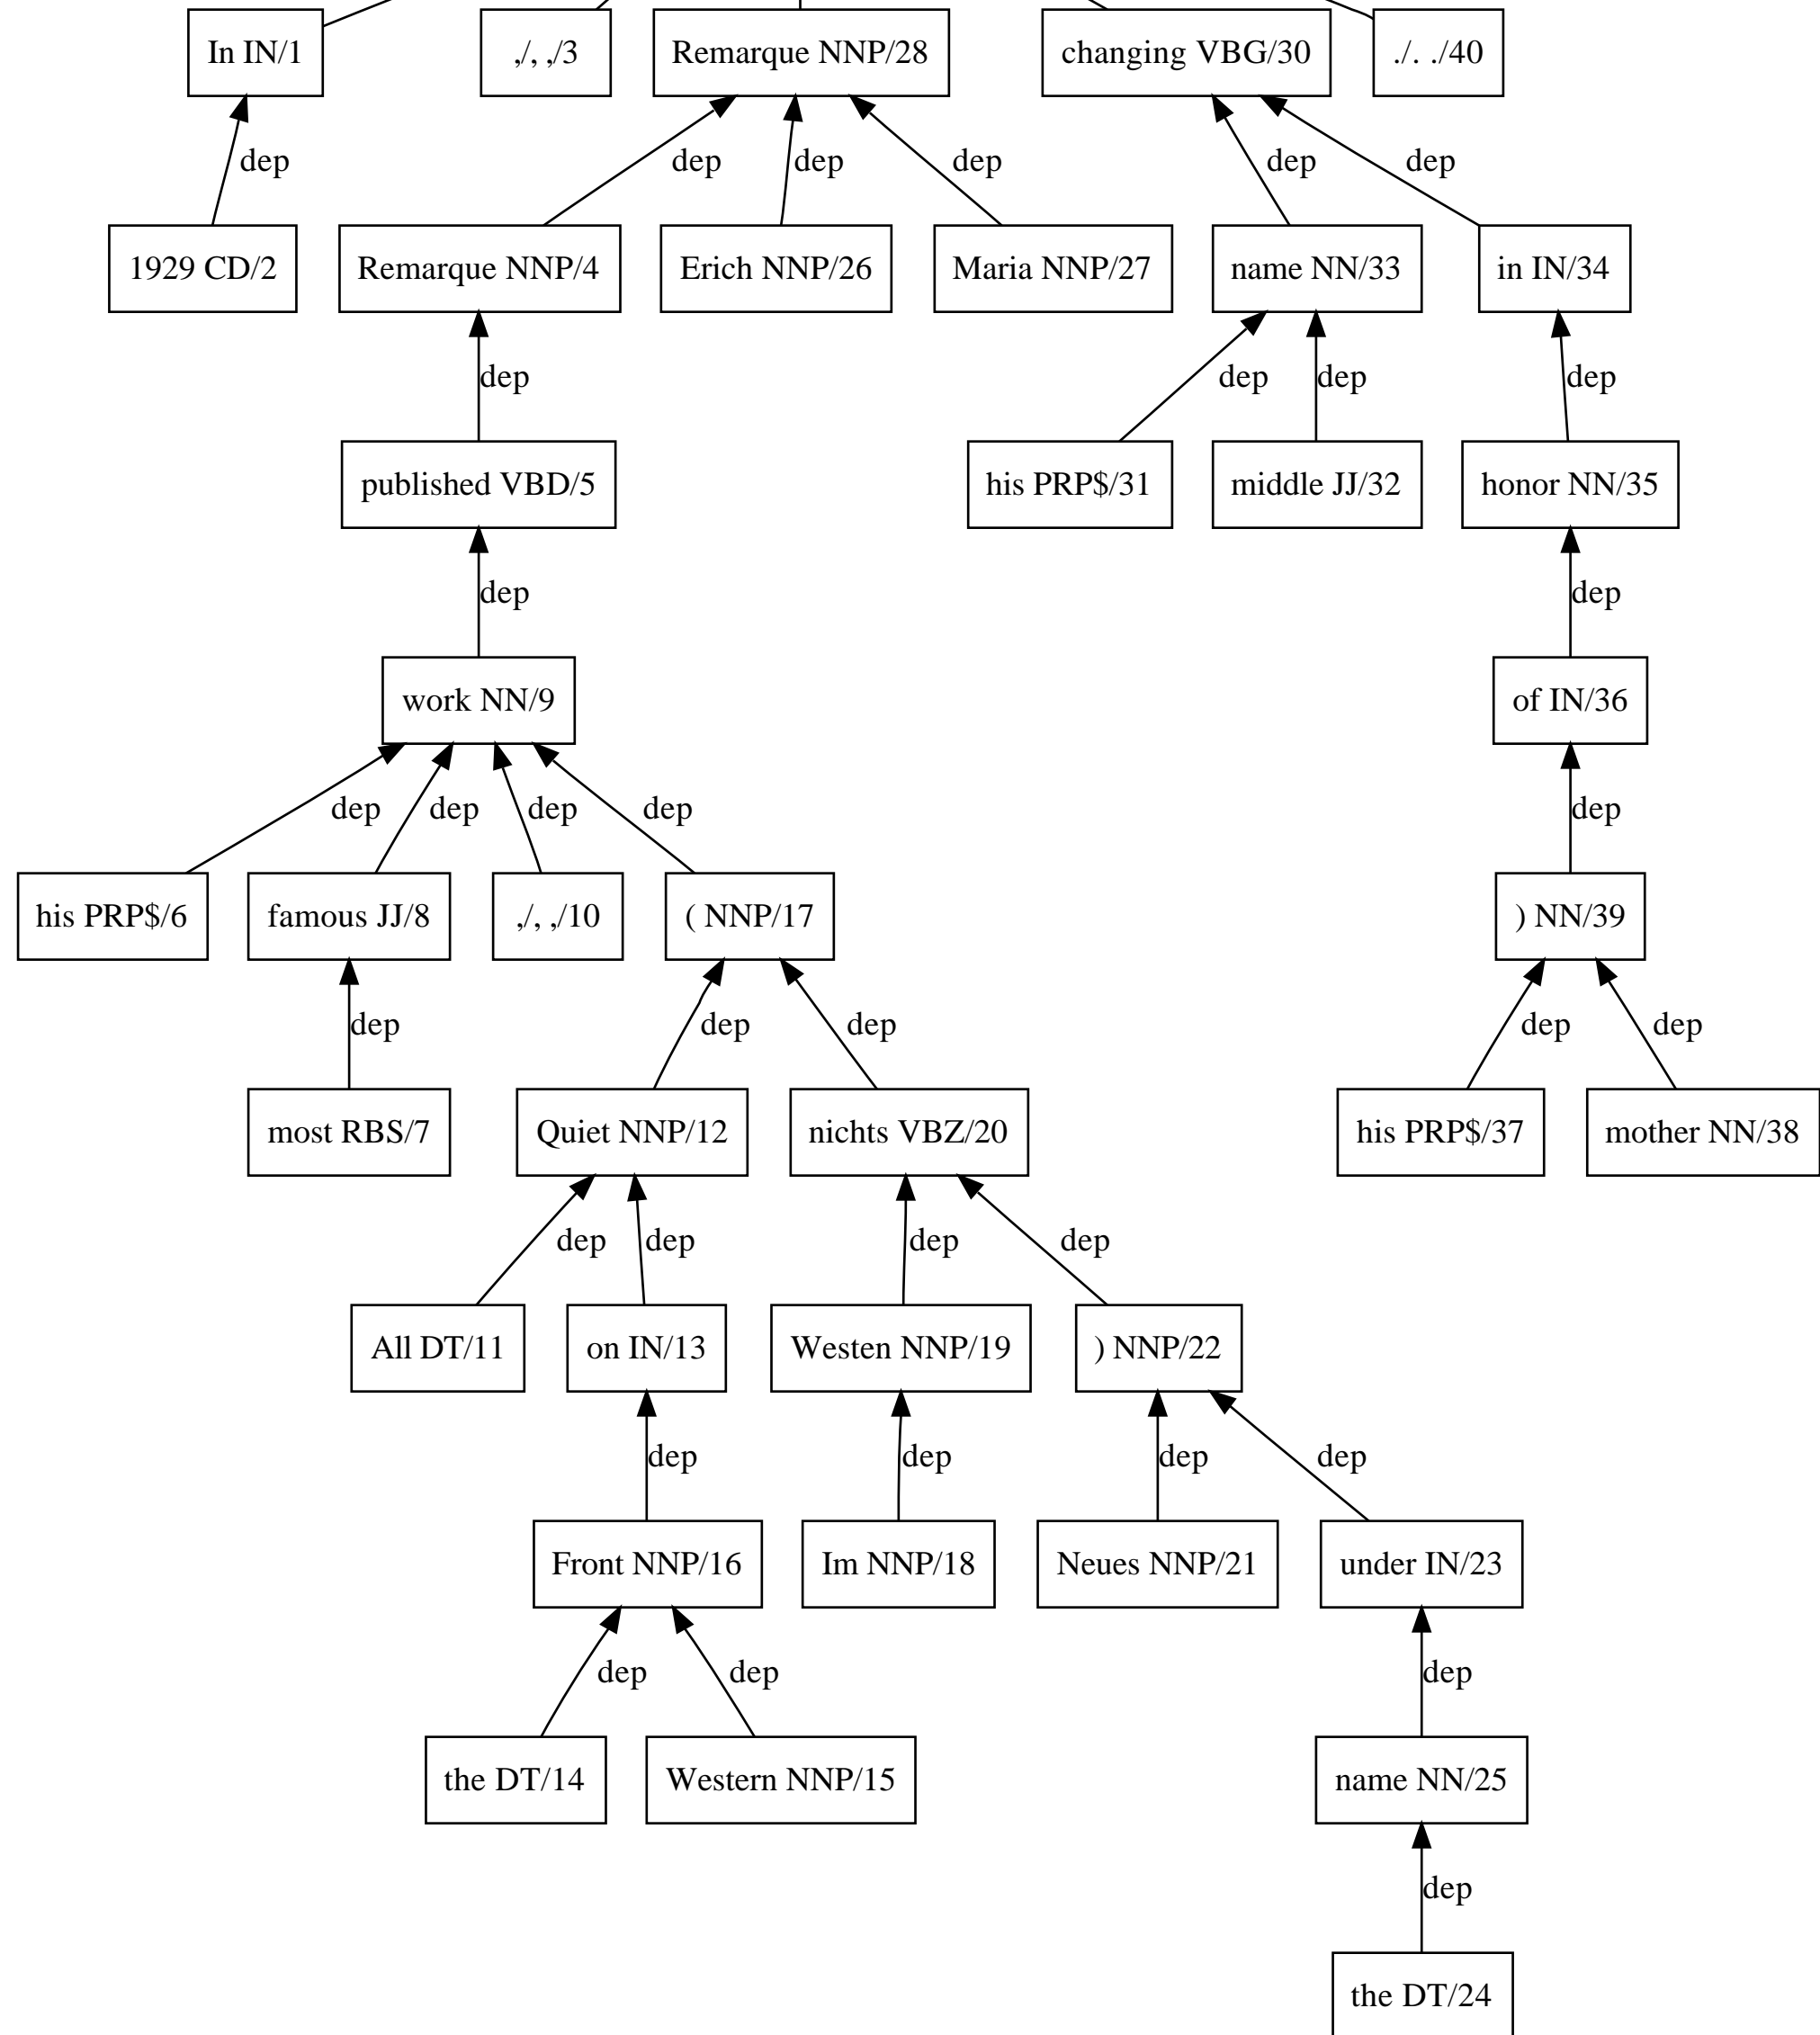 In IN/1 ,/, ,/3 Remarque NNP/28 changing VBG/30 ./. ./40
dep dep dep dep dep dep
1929 CD/2 Remarque NNP/4 Erich NNP/26 Maria NNP/27 name NN/33 in IN/34
dep dep dep dep
published VBD/5 his PRP$/31 middle JJ/32 honor NN/35
dep dep
work NN/9 of IN/36
dep dep dep dep dep
his PRP$/6 famous JJ/8 ,/, ,/10 ( NNP/17 ) NN/39
dep dep dep dep dep
most RBS/7 Quiet NNP/12 nichts VBZ/20 his PRP$/37 mother NN/38
dep dep dep dep
All DT/11 on IN/13 Westen NNP/19 ) NNP/22
dep dep dep dep
Front NNP/16 Im NNP/18 Neues NNP/21 under IN/23
dep dep dep
the DT/14 Western NNP/15 name NN/25
dep
the DT/24